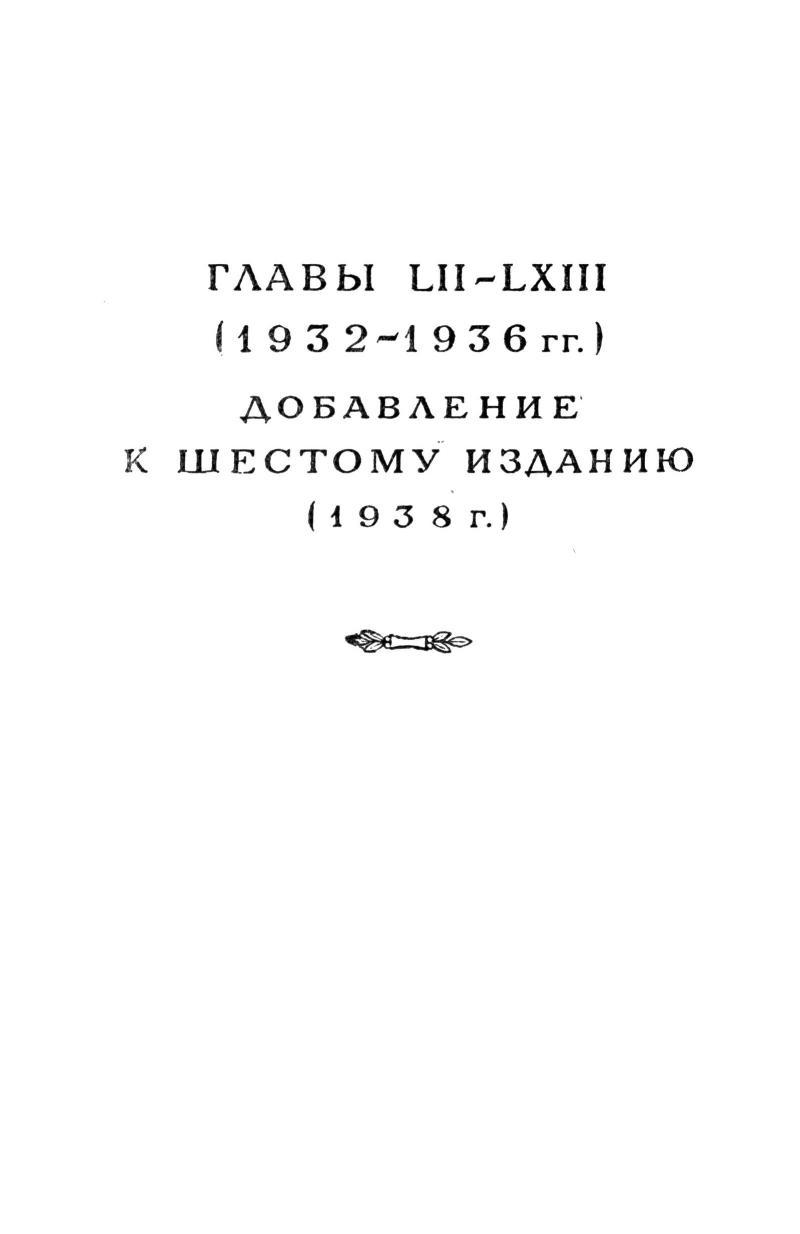 ГЛАВЫ LII-LXIII
(1932-1936 гг.)
ДОБАВЛЕНИЕ
К ШЕСТОМУ ИЗДАНИЮ
(1938 г.)